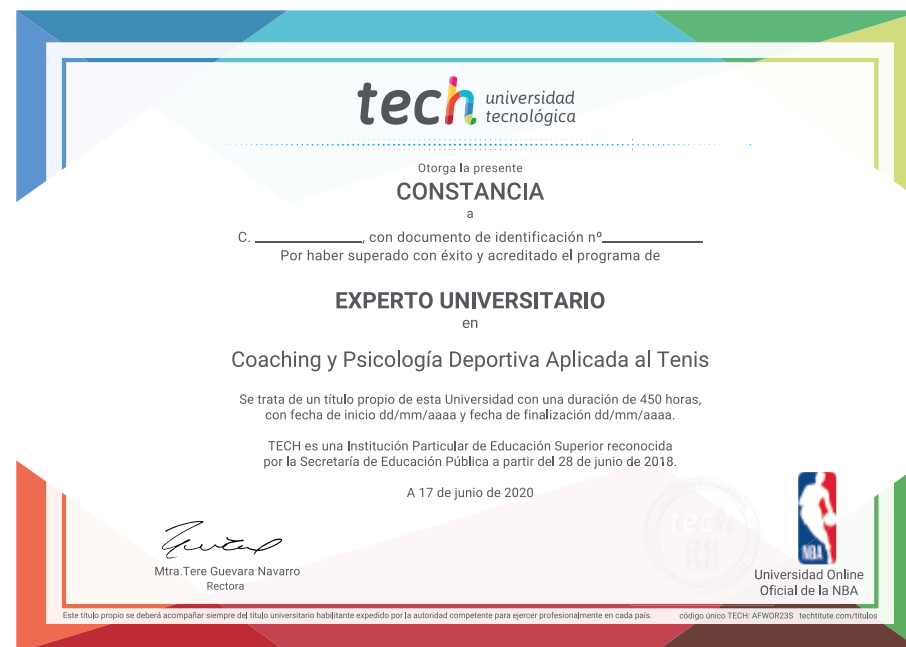 tech universidad
tecnológica
Otorga la presente
CONSTANCIA
a
C. ____________, con documento de identificación nº____________
Por haber superado con éxito y acreditado el programa de
EXPERTO UNIVERSITARIO
en
Coaching y Psicología Deportiva Aplicada al Tenis
Se trata de un título propio de esta Universidad con una duración de 450 horas,
con fecha de inicio dd/mm/aaaa y fecha de finalización dd/mm/aaaa.
TECH es una Institución Particular de Educación Superior reconocida
por la Secretaría de Educación Pública a partir del 28 de junio de 2018.
A 17 de junio de 2020
tech
NBA
Mtra.Tere Guevara Navarro
Rectora
Universidad Online
Oficial de la NBA
Este título propio se deberá acompañar siempre del título universitario habilitante expedido por la autoridad competente para ejercer profesionalmente en cada país. código único TECH: AFWOR23S techtitute.com/titulos